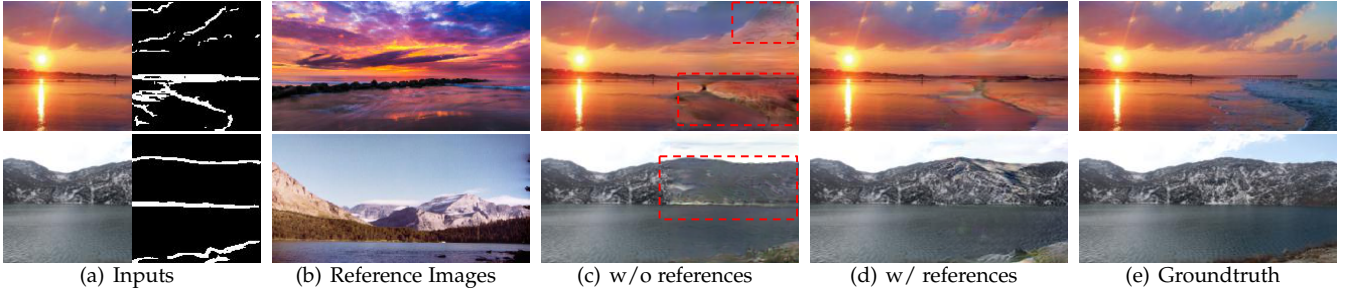 (a) Inputs
(b) Reference Images
(c) w/o references
(d) w/ references
(e) Groundtruth